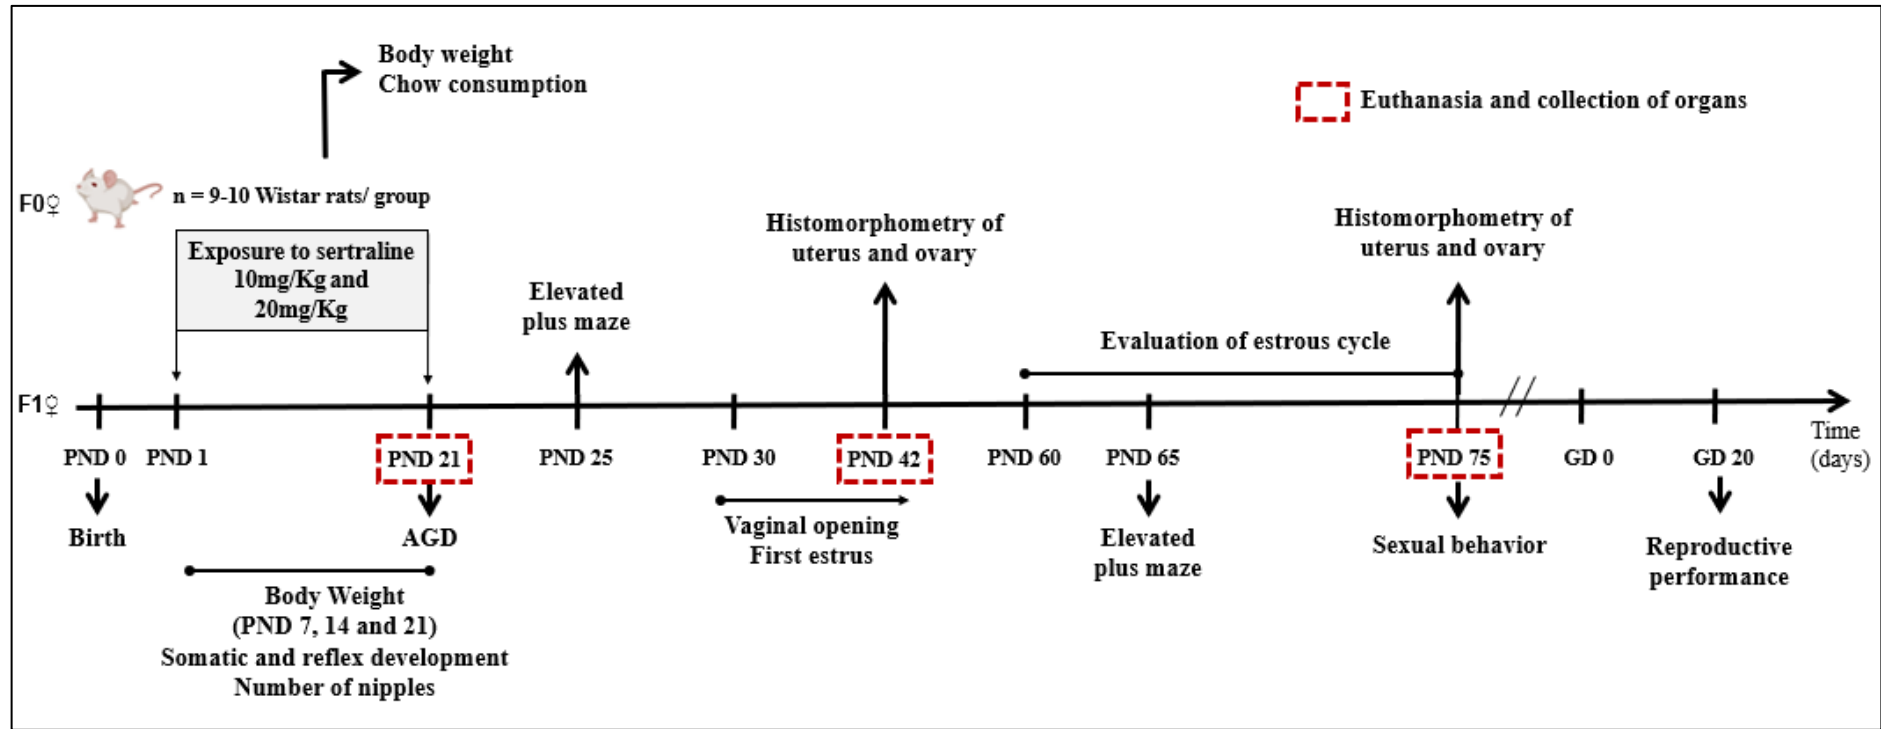 Body weight
Chow consumption
Euthanasia and collection of organs
F0♀
n = 9-10 Wistar rats/ group
Exposure to sertraline
10mg/Kg and
20mg/Kg
Elevated
plus maze
Histomorphometry of
uterus and ovary
Histomorphometry of
uterus and ovary
Evaluation of estrous cycle
F1♀
PND 0
PND 1
PND 21
PND 25
PND 30
PND 42
PND 60
PND 65
PND 75
GD 0
GD 20
Time
(days)
Birth
AGD
Vaginal opening
First estrus
Elevated
plus maze
Sexual behavior
Reproductive
performance
Body Weight
(PND 7, 14 and 21)
Somatic and reflex development
Number of nipples